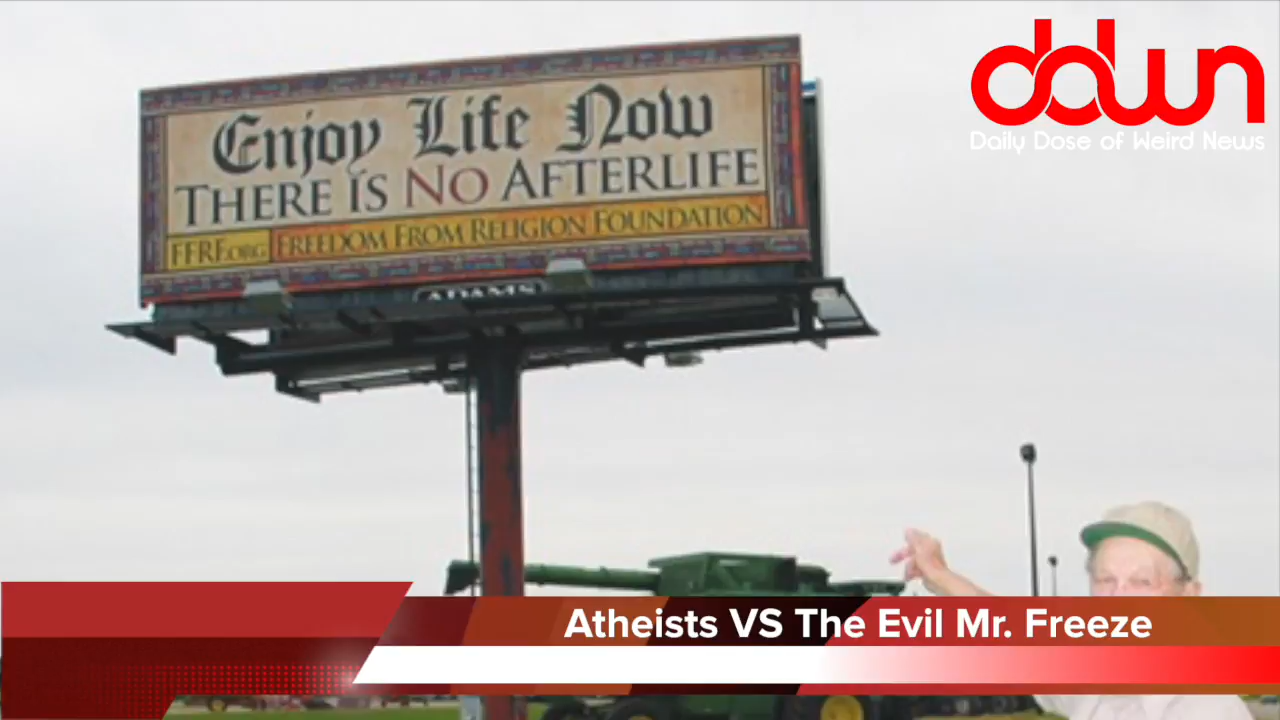 Enjoy Life Now
THERE IS NO AFTERLIFE
FFRF.ORG FREEDOM FROM RELIGION FOUNDATION
ADAMS
ddwn
Daily Dose of Weird News
Atheists VS The Evil Mr. Freeze